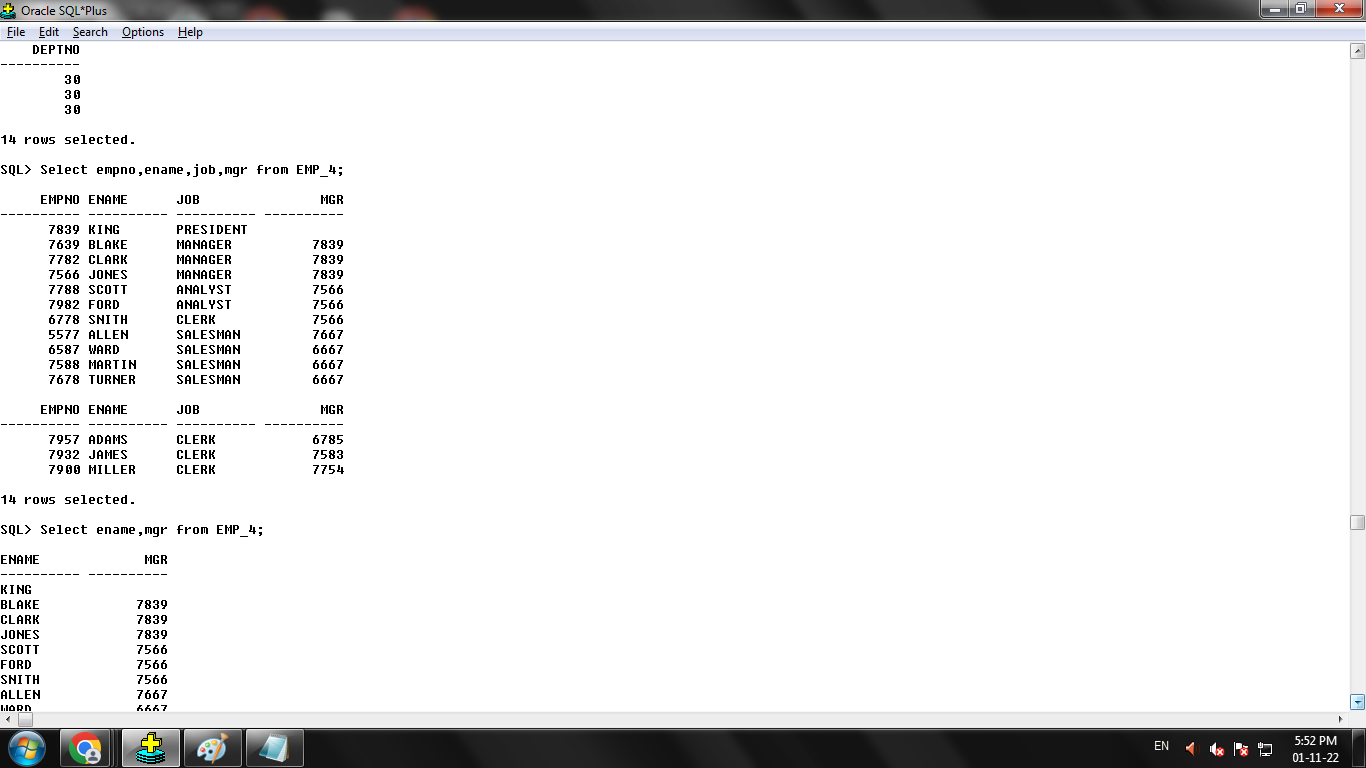 Oracle SQL*Plus
File Edit Search Options Help
DEPTNO
----------
30
30
30
14 rows selected.
SQL> Select empno,ename,job,mgr from EMP_4;
EMPNO ENAME JOB MGR
---------- ---------- ---------- ----------
7839 KING PRESIDENT
7639 BLAKE MANAGER 7839
7782 CLARK MANAGER 7839
7566 JONES MANAGER 7839
7788 SCOTT ANALYST 7566
7982 FORD ANALYST 7566
6778 SNITH CLERK 7566
5577 ALLEN SALESMAN 7667
6587 WARD SALESMAN 6667
7588 MARTIN SALESMAN 6667
7678 TURNER SALESMAN 6667
EMPNO ENAME JOB MGR
---------- ---------- ---------- ----------
7957 ADAMS CLERK 6785
7932 JAMES CLERK 7583
7900 MILLER CLERK 7754
14 rows selected.
SQL> Select ename,mgr from EMP_4;
ENAME MGR
---------- ----------
KING
BLAKE 7839
CLARK 7839
JONES 7839
SCOTT 7566
FORD 7566
SNITH 7566
ALLEN 7667
WARD 6667
EN
5:52 PM
01-11-22